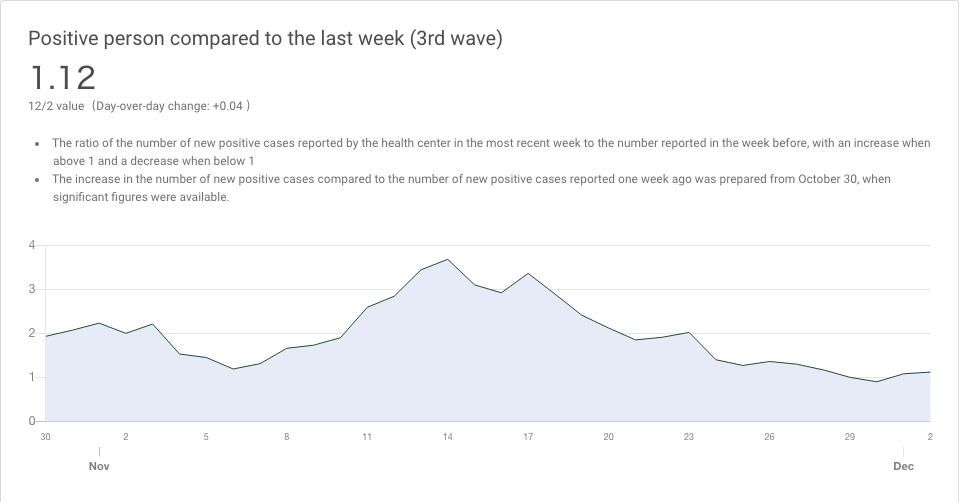 Positive person compared to the last week (3rd wave)
1.12
12/2 value （Day-over-day change: +0.04 ）
• The ratio of the number of new positive cases reported by the health center in the most recent week to the number reported in the week before, with an increase when
above 1 and a decrease when below 1
• The increase in the number of new positive cases compared to the number of new positive cases reported one week ago was prepared from October 30, when
significant figures were available.
4
3
2
1
0
30 2 5 8 11 14 17 20 23 26 29 2
Nov Dec